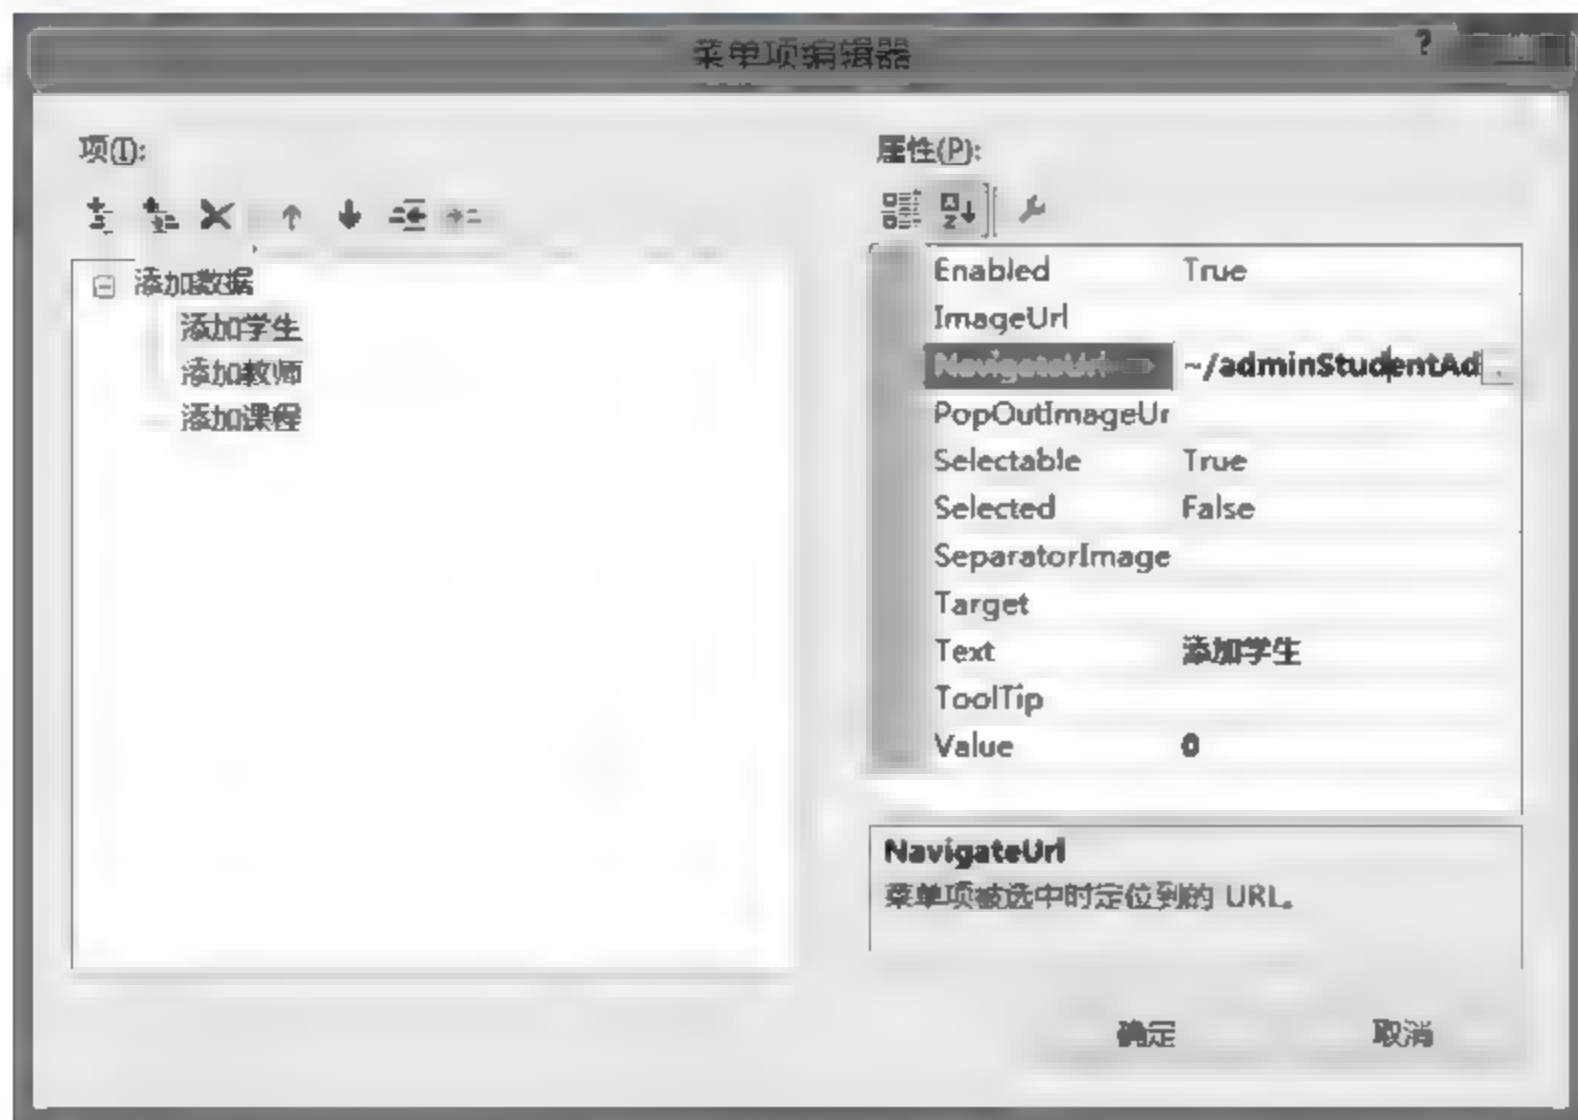 菜单项编辑器
?
项(I):
添加数据
添加学生
添加教师
添加课程
属性(P):
Enabled True
ImageUrl
NavigateUrl ~/adminStudentAd
PopOutImageUr
Selectable True
Selected False
SeparatorImage
Target
Text 添加学生
ToolTip
Value 0
NavigateUrl
菜单项被选中时定位到的 URL。
确定 取消